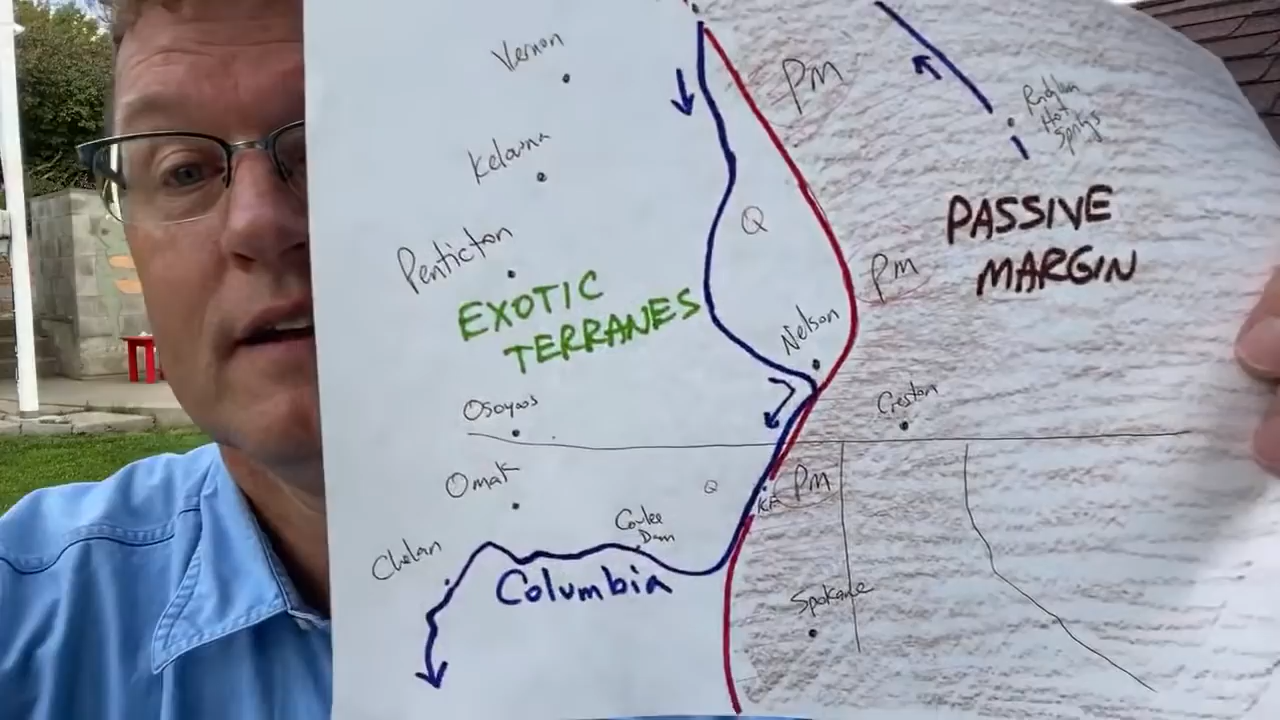 Vernon
Kelowna
Penticton
EXOTIC
TERRANES
Osoyoos
Omak
Chelan
Coulee
Dam
Columbia
Q
Q
Nelson
Pm
Pm
Pm
KF
Hot
Springs
PASSIVE
MARGIN
Creston
Spokane